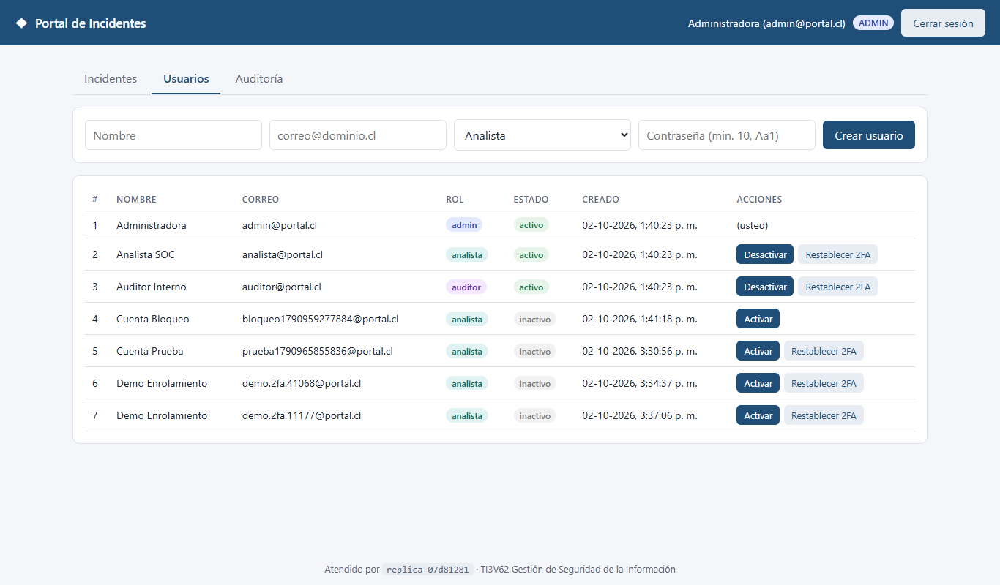 Portal de Incidentes
Administradora (admin@portal.cl) ADMIN Cerrar sesión
Incidentes Usuarios Auditoría
Nombre correo@dominio.cl Analista Contraseña (min. 10, Aa1) Crear usuario
# NOMBRE CORREO ROL ESTADO CREADO ACCIONES
1 Administradora admin@portal.cl admin activo 02-10-2026, 1:40:23 p. m. (usted)
2 Analista SOC analista@portal.cl analista activo 02-10-2026, 1:40:23 p. m. Desactivar Restablecer 2FA
3 Auditor Interno auditor@portal.cl auditor activo 02-10-2026, 1:40:23 p. m. Desactivar Restablecer 2FA
4 Cuenta Bloqueo bloqueo1790959277884@portal.cl analista inactivo 02-10-2026, 1:41:18 p. m. Activar
5 Cuenta Prueba prueba1790965855836@portal.cl analista inactivo 02-10-2026, 3:30:56 p. m. Activar Restablecer 2FA
6 Demo Enrolamiento demo.2fa.41068@portal.cl analista inactivo 02-10-2026, 3:34:37 p. m. Activar Restablecer 2FA
7 Demo Enrolamiento demo.2fa.11177@portal.cl analista inactivo 02-10-2026, 3:37:06 p. m. Activar Restablecer 2FA
Atendido por replica-07d81281 · TI3V62 Gestión de Seguridad de la Información